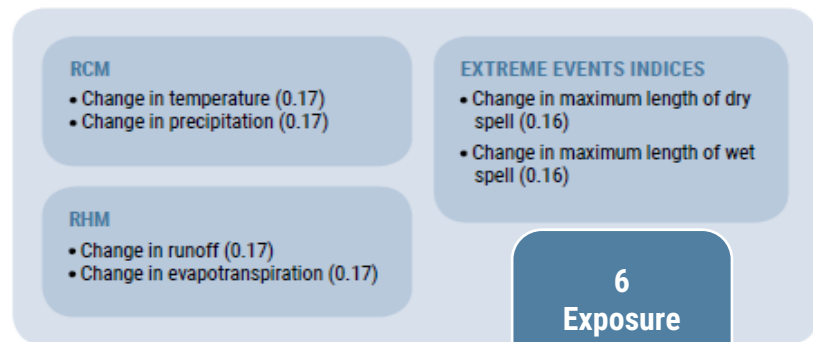 RCM
• Change in temperature (0.17)
• Change in precipitation (0.17)
RHM
• Change in runoff (0.17)
• Change in evapotranspiration (0.17)
EXTREME EVENTS INDICES
• Change in maximum length of dry
spell (0.16)
• Change in maximum length of wet
spell (0.16)
6
Exposure